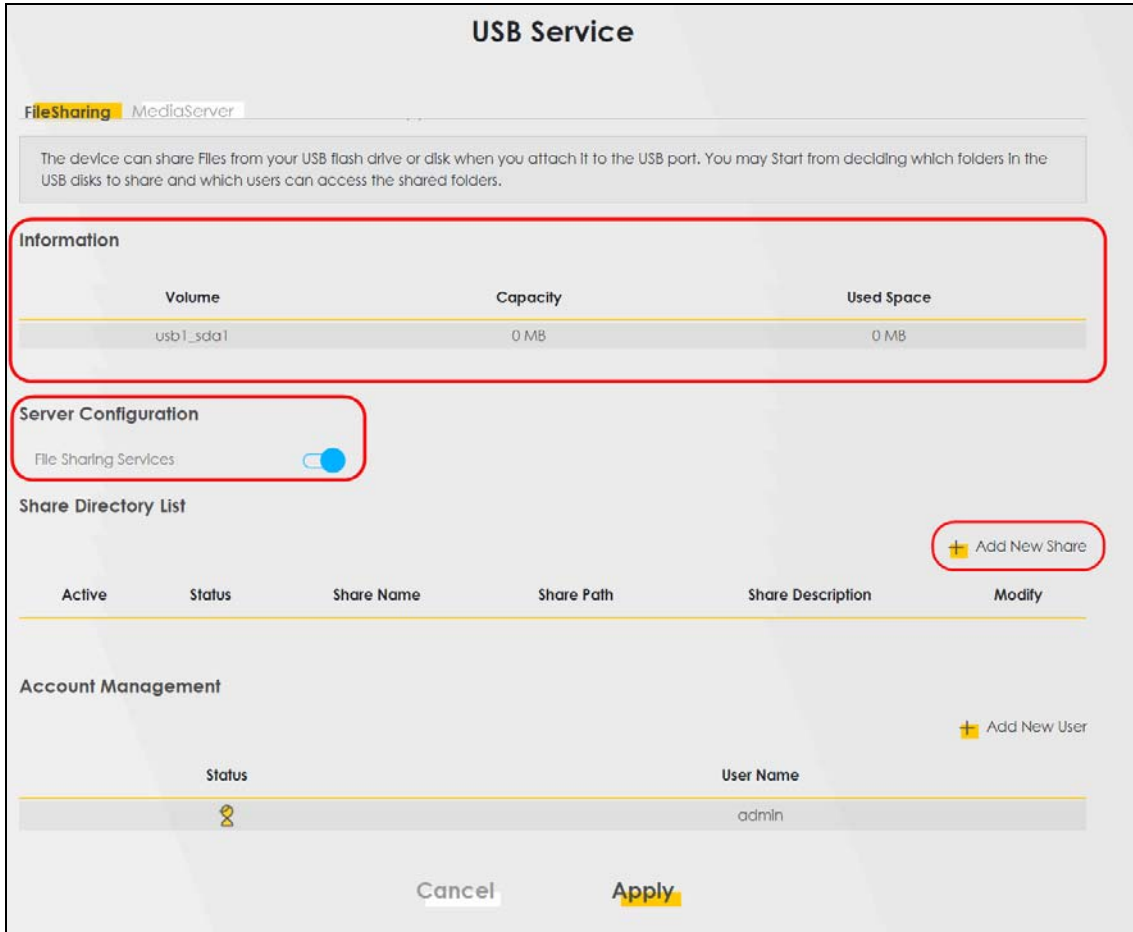 USB Service
FileSharing MediaServer
The device can share Files from your USB flash drive or disk when you attach it to the USB port. You may Start from deciding which folders in the
USB disks to share and which users can access the shared folders.
Information
Volume Capacity Used Space
usb1_sda1 0 MB 0 MB
Server Configuration
File Sharing Services
Share Directory List
+ Add New Share
Active Status Share Name Share Path Share Description Modify
Account Management
+ Add New User
Status User Name
admin
Cancel Apply